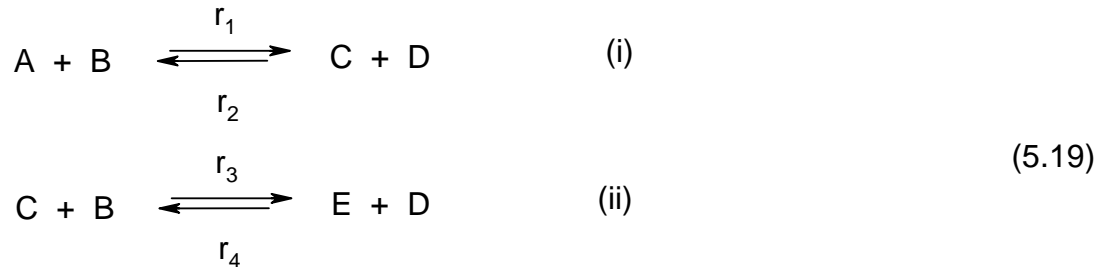 r₁
A + B ⇌ C + D (i)
r₂
(5.19)
r₃
C + B ⇌ E + D (ii)
r₄